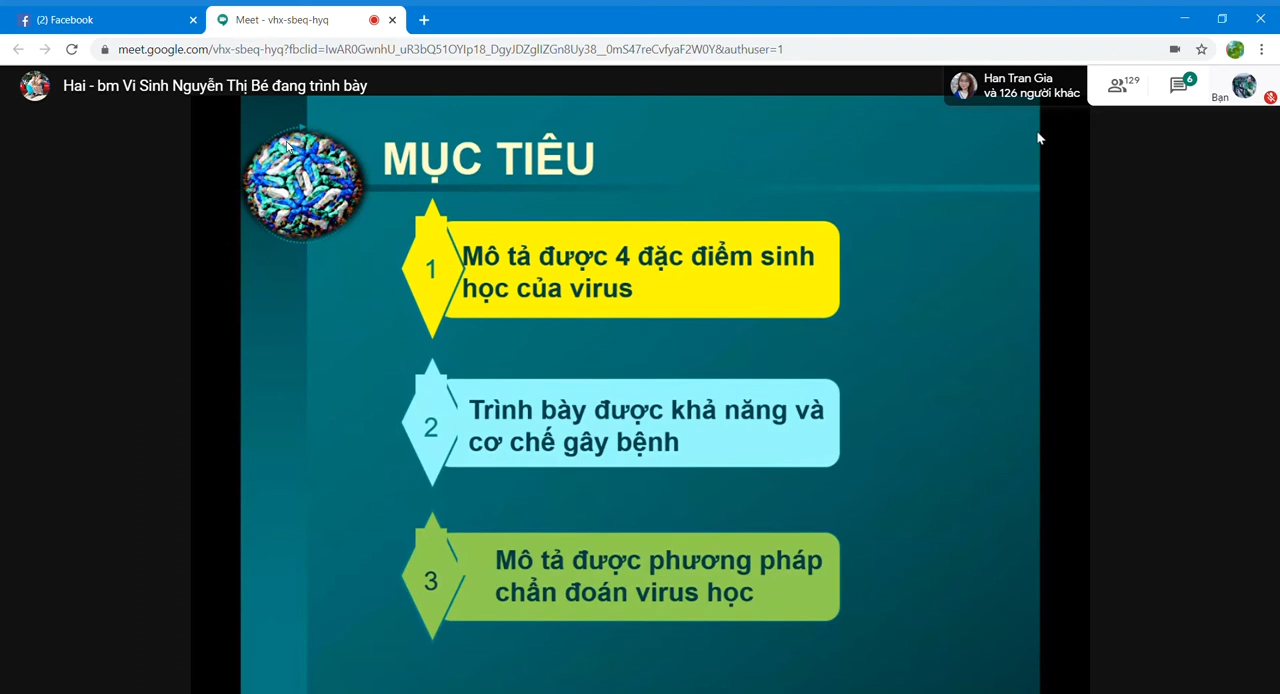 (2) Facebook
Meet - vhx-sbeq-hyq
meet.google.com/vhx-sbeq-hyq?fbclid=IwAR0GwnhU_uR3bQ51OYIp18_DgyJDZglIZGn8Uy38__0mS47reCvfyaF2W0Y&authuser=1
Hai - bm Vi Sinh Nguyễn Thị Bé đang trình bày
Han Tran Gia
và 126 người khác
129
6
Bạn
MỤC TIÊU
1
Mô tả được 4 đặc điểm sinh
học của virus
2
Trình bày được khả năng và
cơ chế gây bệnh
3
Mô tả được phương pháp
chẩn đoán virus học